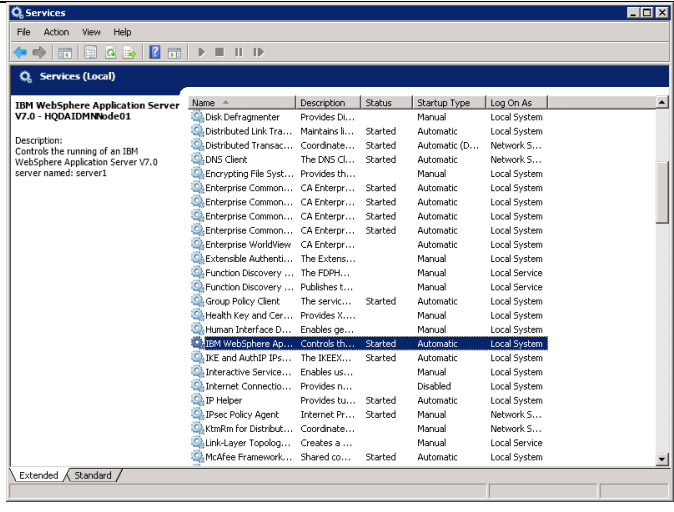 Services
File Action View Help
Services (Local)
IBM WebSphere Application Server
V7.0 - HQDAIDMNNode01
Description:
Controls the running of an IBM
WebSphere Application Server V7.0
server named: server1
Name Description Status Startup Type Log On As
Disk Defragmenter Provides Di... Manual Local System
Distributed Link Tra... Maintains li... Started Automatic Local System
Distributed Transac... Coordinate... Started Automatic (D... Network S...
DNS Client The DNS Cl... Started Automatic Network S...
Encrypting File Syst... Provides th... Manual Local System
Enterprise Common... CA Enterpr... Started Automatic Local System
Enterprise Common... CA Enterpr... Started Automatic Local System
Enterprise Common... CA Enterpr... Started Automatic Local System
Enterprise WorldView CA Enterpr... Automatic Local System
Extensible Authenti... The Extens... Manual Local System
Function Discovery ... The FDPH... Manual Local Service
Function Discovery ... Publishes t... Manual Local Service
Group Policy Client The servic... Started Automatic Local System
Health Key and Cer... Provides X.... Manual Local System
Human Interface D... Enables ge... Manual Local System
IBM WebSphere Ap... Controls th... Started Automatic Local System
IKE and AuthIP IPs... The IKEEX... Started Automatic Local System
Interactive Service... Enables us... Manual Local System
Internet Connectio... Provides n... Disabled Local System
IP Helper Provides tu... Started Automatic Local System
IPsec Policy Agent Internet Pr... Started Manual Network S...
KtmRm for Distribut... Coordinate... Manual Network S...
Link-Layer Topolog... Creates a ... Manual Local Service
McAfee Framework... Shared co... Started Automatic Local System
Extended Standard